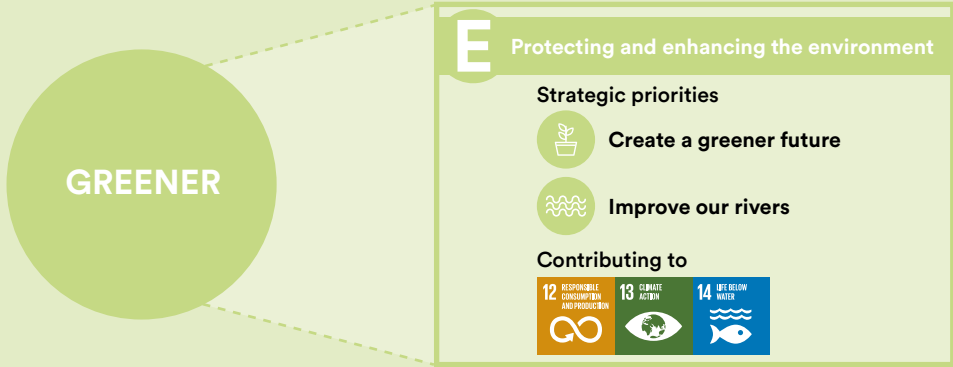 GREENER
E
Protecting and enhancing the environment
Strategic priorities
Create a greener future
Improve our rivers
Contributing to
12 RESPONSIBLE
CONSUMPTION
AND PRODUCTION
13 CLIMATE
ACTION
14 LIFE BELOW
WATER